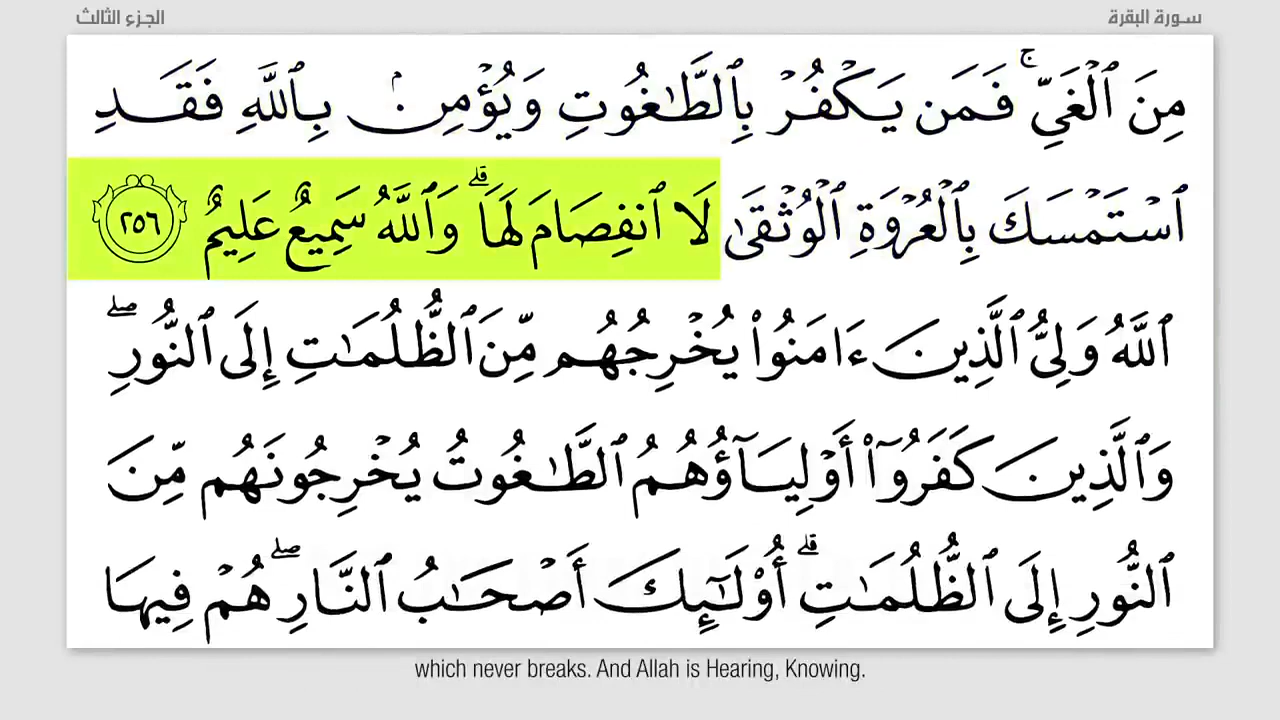 سورة البقرة
الجزء الثالث
مِنَ ٱلْغَيِّ ۚ فَمَن يَكْفُرْ بِٱلطَّـٰغُوتِ وَيُؤْمِنۢ بِٱللَّهِ فَقَدِ
ٱسْتَمْسَكَ بِٱلْعُرْوَةِ ٱلْوُثْقَىٰ لَا ٱنفِصَامَ لَهَا ۗ وَٱللَّهُ سَمِيعٌ عَلِيمٌ ٢٥٦
ٱللَّهُ وَلِىُّ ٱلَّذِينَ ءَامَنُوا۟ يُخْرِجُهُم مِّنَ ٱلظُّلُمَـٰتِ إِلَى ٱلنُّورِ ۖ
وَٱلَّذِينَ كَفَرُوٓا۟ أَوْلِيَآؤُهُمُ ٱلطَّـٰغُوتُ يُخْرِجُونَهُم مِّنَ
ٱلنُّورِ إِلَى ٱلظُّلُمَـٰتِ ۗ أُو۟لَـٰٓئِكَ أَصْحَـٰبُ ٱلنَّارِ ۖ هُمْ فِيهَا
which never breaks. And Allah is Hearing, Knowing.